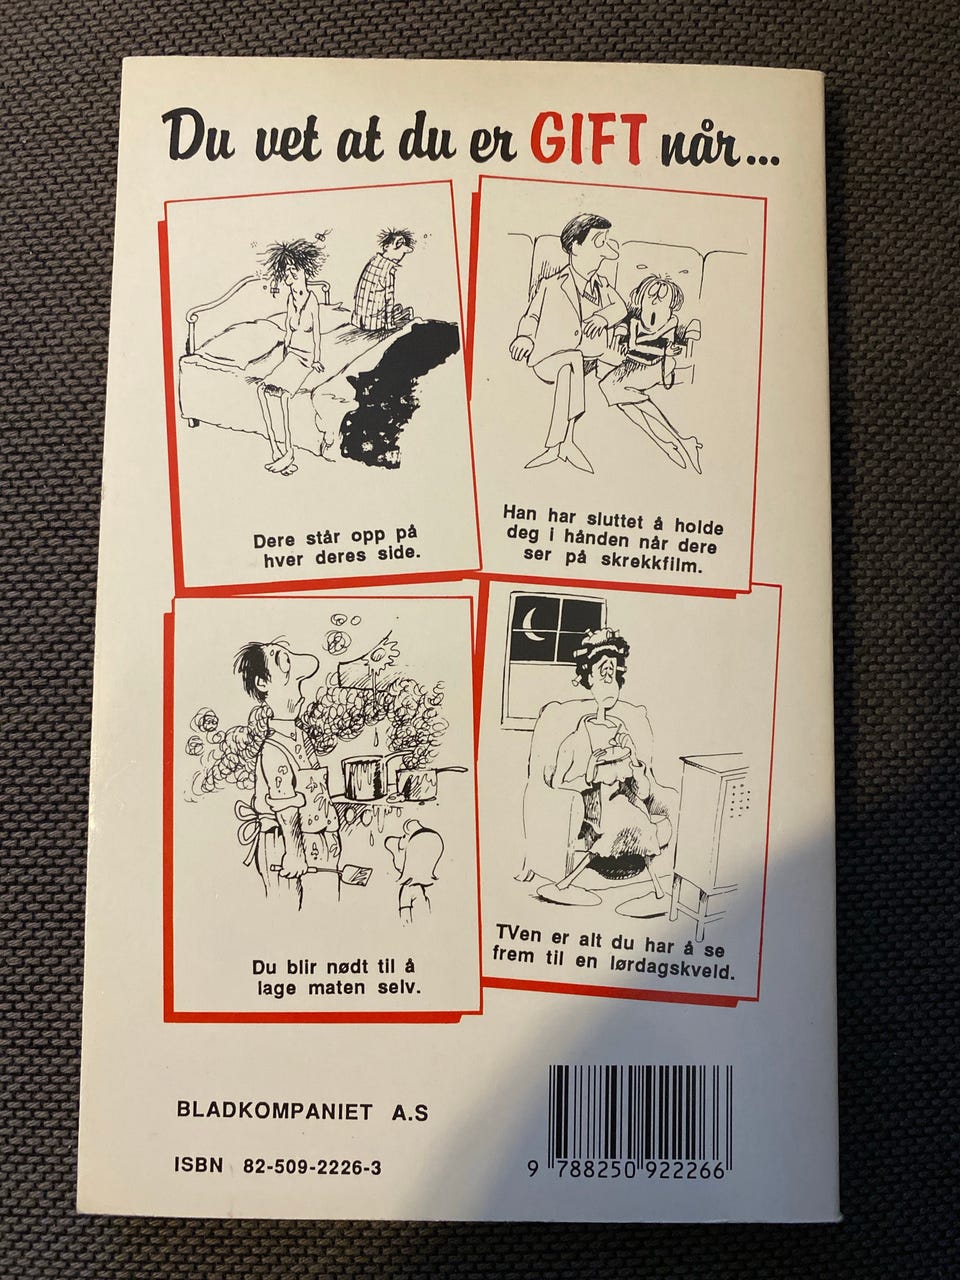 Du vet at du er GIFT når...
Dere står opp på
hver deres side.
Han har sluttet å holde
deg i hånden når dere
ser på skrekkfilm.
Du blir nødt til å
lage maten selv.
TVen er alt du har å se
frem til en lørdagskveld.
BLADKOMPANIET A.S
ISBN 82-509-2226-3
9 788250 922266